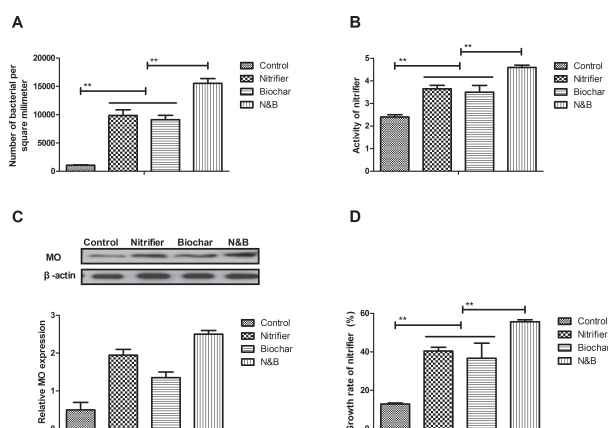 A
Number of bacterial per
square milimeter
20000
15000
10000
5000
0
**
**
Control
Nitrifier
Biochar
N&B
B
Activity of nitrifier
5
4
3
2
1
0
**
**
Control
Nitrifier
Biochar
N&B
C
Control Nitrifier Biochar N&B
MO
β -actin
Relative MO expression
3
2
1
0
Control
Nitrifier
Biochar
N&B
D
Growth rate of nitrifier (%)
60
40
20
0
**
**
Control
Nitrifier
Biochar
N&B